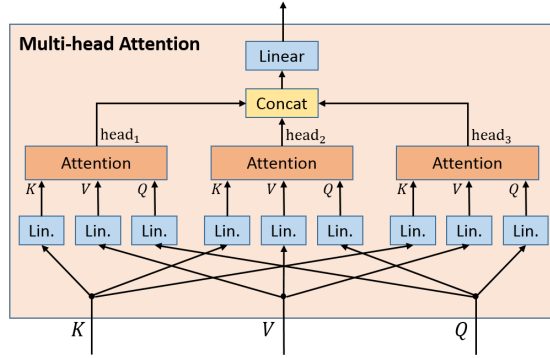 Multi-head Attention
Linear
Concat
head₁ head₂ head₃
Attention Attention Attention
K V Q K V Q K V Q
Lin. Lin. Lin. Lin. Lin. Lin. Lin. Lin. Lin.
K V Q